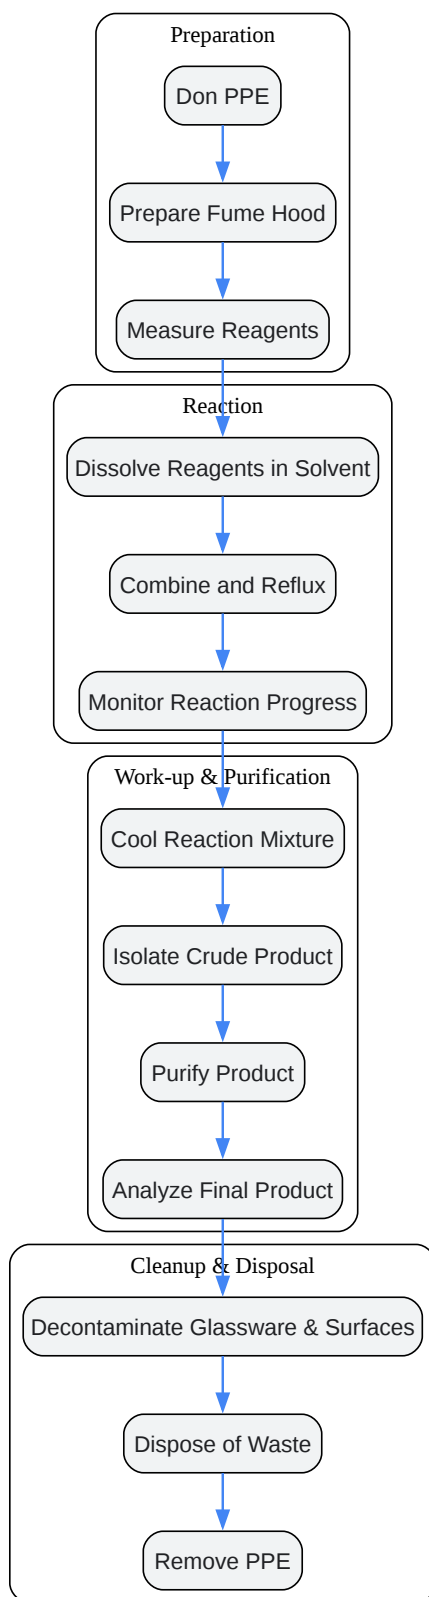 Preparation
Don PPE
Prepare Fume Hood
Measure Reagents
Reaction
Dissolve Reagents in Solvent
Combine and Reflux
Monitor Reaction Progress
Work-up & Purification
Cool Reaction Mixture
Isolate Crude Product
Purify Product
Analyze Final Product
Cleanup & Disposal
Decontaminate Glassware & Surfaces
Dispose of Waste
Remove PPE